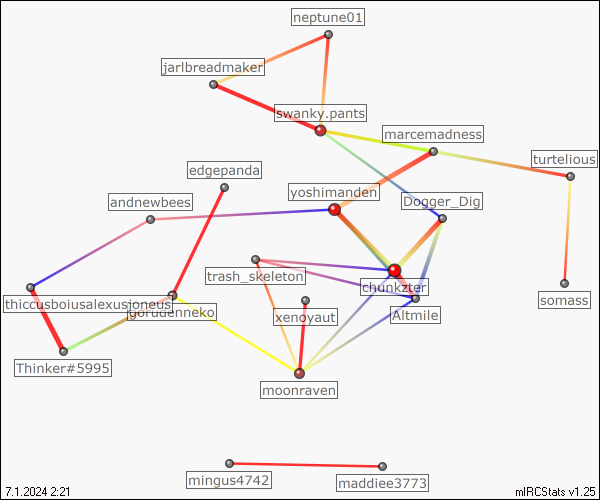 neptune01
jarlbreadmaker
swanky.pants
marcemadness
turtelious
edgepanda
yoshimanden
Dogger_Dig
andnewbees
trash_skeleton
chunkzter
thiccusboiusalexusjoneus
gorudenneko
xenoyaut
Altmile
somass
Thinker#5995
moonraven
mingus4742
maddiee3773
7.1.2024 2:21
mIRCStats v1.25